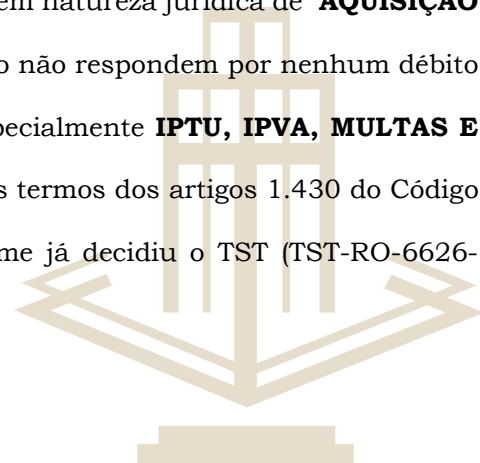 em natureza jurídica de "AQUISIÇÃO
o não respondem por nenhum débito
pecialmente IPTU, IPVA, MULTAS E
s termos dos artigos 1.430 do Código
me já decidiu o TST (TST-RO-6626-